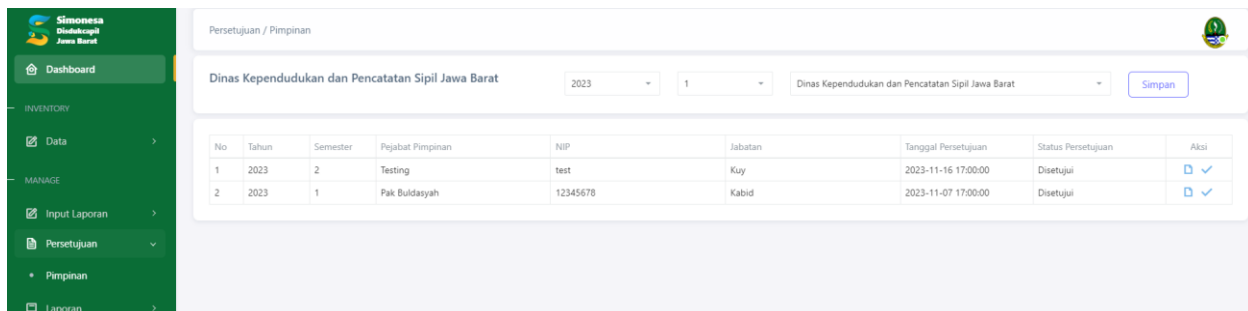 Simonesa
Disdukcapil
Jawa Barat
Persetujuan / Pimpinan
Dashboard
Dinas Kependudukan dan Pencatatan Sipil Jawa Barat
2023
1
Dinas Kependudukan dan Pencatatan Sipil Jawa Barat
Simpan
INVENTORY
Data
No Tahun Semester Pejabat Pimpinan NIP Jabatan Tanggal Persetujuan Status Persetujuan Aksi
1 2023 2 Testing test Kuy 2023-11-16 17:00:00 Disetujui
2 2023 1 Pak Buldasyah 12345678 Kabid 2023-11-07 17:00:00 Disetujui
MANAGE
Input Laporan
Persetujuan
Pimpinan
Laporan